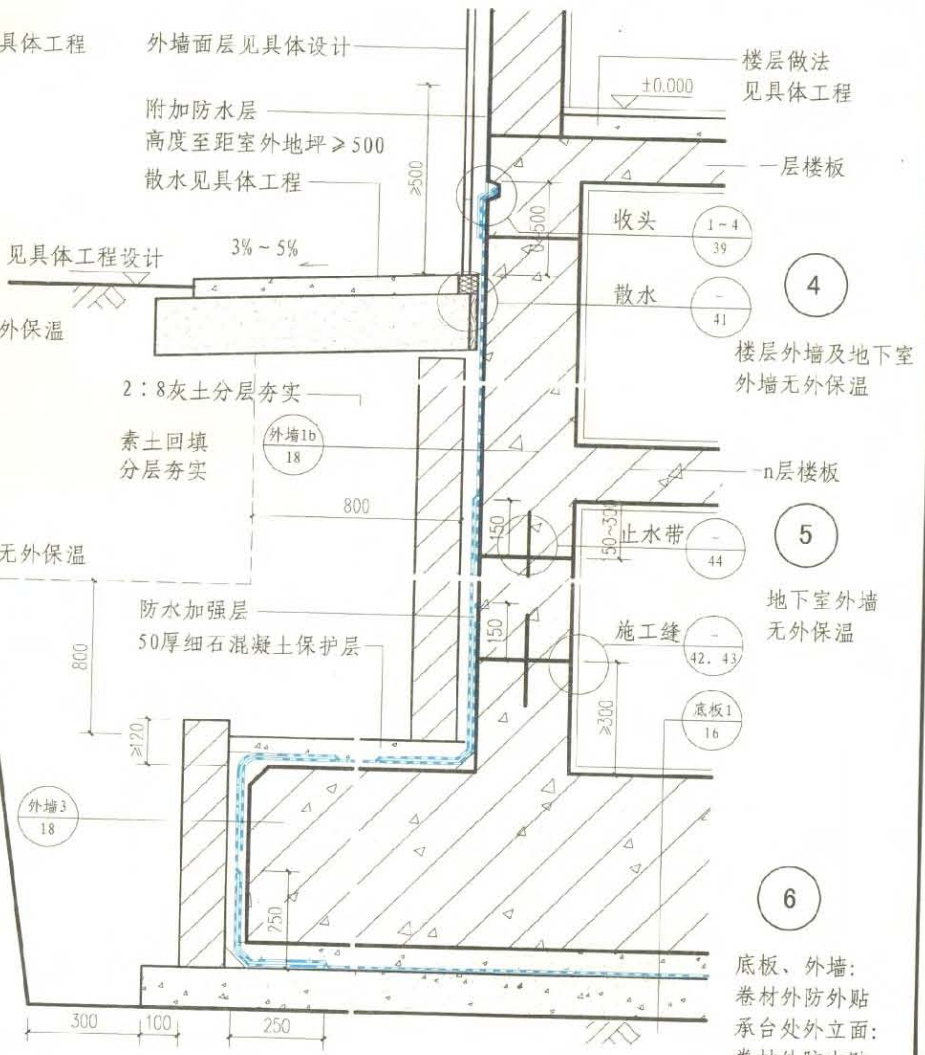 具体工程
外墙面层见具体设计
楼层做法
见具体工程
±0.000
附加防水层
高度至距室外地坪≥500
散水见具体工程
≥500
一层楼板
收头
1~4
39
见具体工程设计
3%~5%
散水
-
41
4
外保温
楼层外墙及地下室
外墙无外保温
2:8灰土分层夯实
素土回填
分层夯实
外墙1b
18
n层楼板
800
150
150~300
止水带
-
44
5
无外保温
地下室外墙
无外保温
防水加强层
50厚细石混凝土保护层
150
施工缝
-
42. 43
800
≥120
≥300
底板1
16
外墙3
18
250
6
底板、外墙:
卷材外防外贴
承台处外立面:
300
100
250